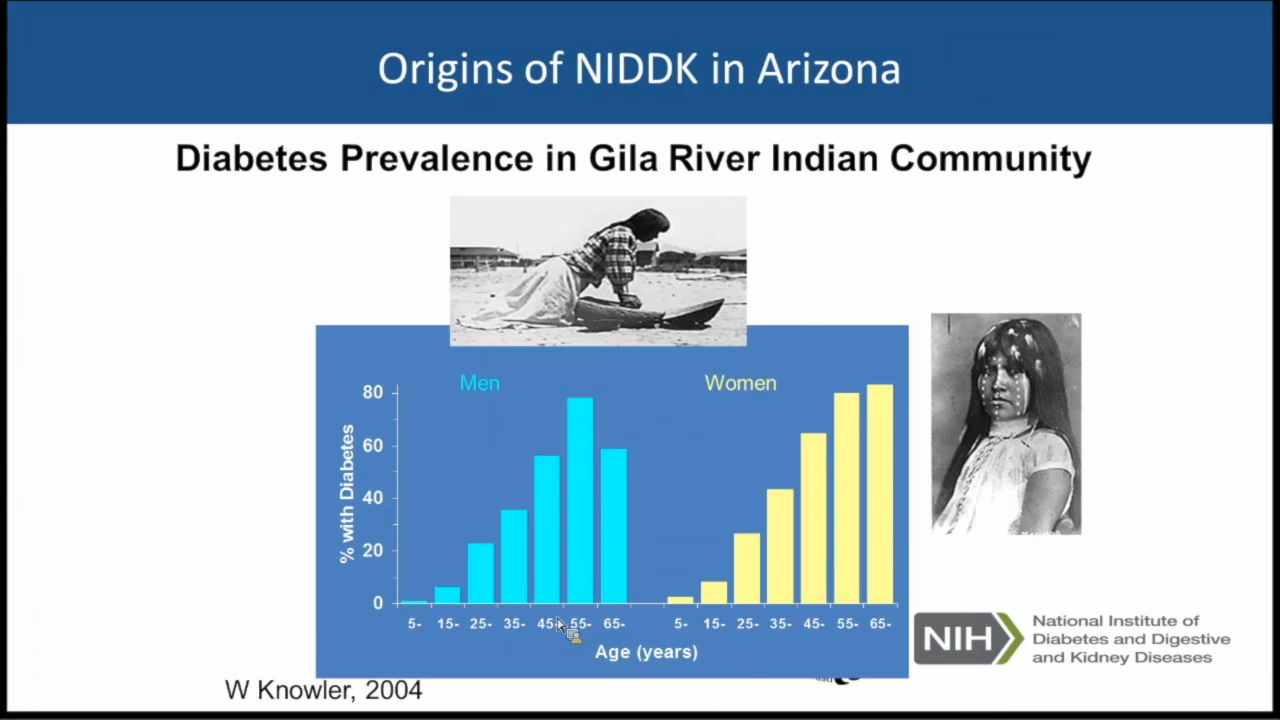 Origins of NIDDK in Arizona
Diabetes Prevalence in Gila River Indian Community
Men
Women
% with Diabetes
80
60
40
20
0
5- 15- 25- 35- 45- 55- 65- 5- 15- 25- 35- 45- 55- 65-
Age (years)
NIH
National Institute of
Diabetes and Digestive
and Kidney Diseases
W Knowler, 2004